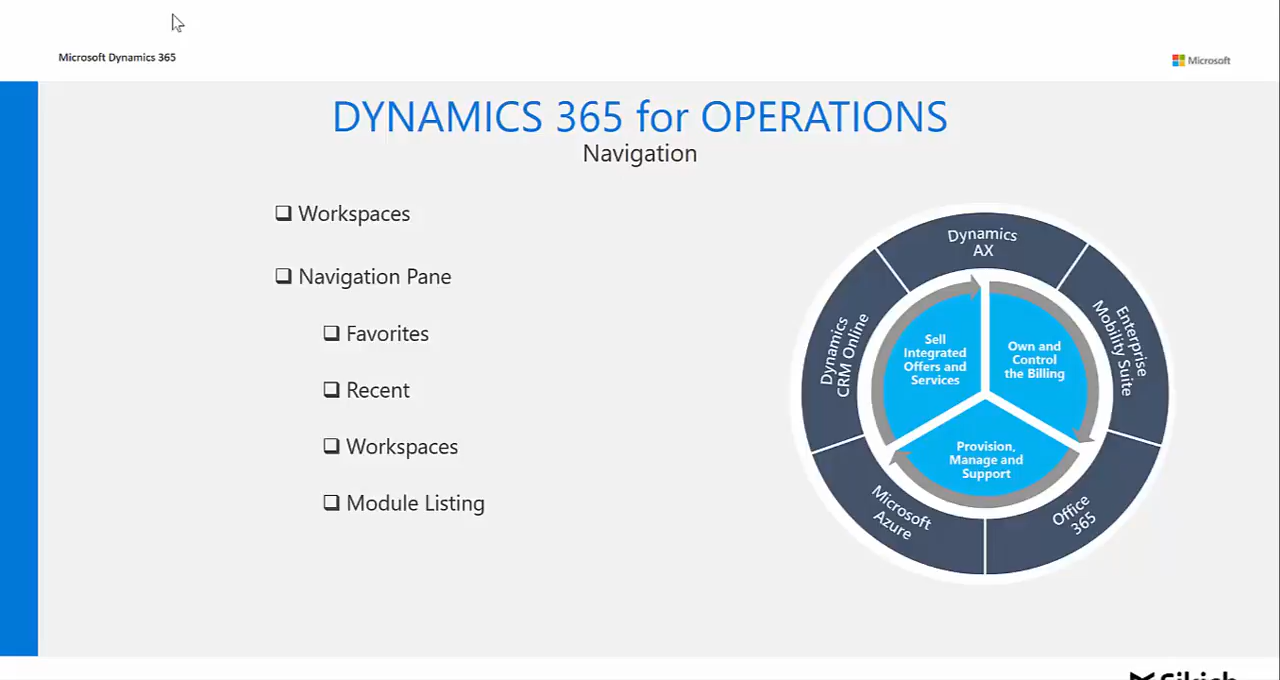 Microsoft Dynamics 365
Microsoft
DYNAMICS 365 for OPERATIONS
Navigation
Workspaces
Navigation Pane
Favorites
Recent
Workspaces
Module Listing
Dynamics
AX
Enterprise
Mobility Suite
Office
365
Microsoft
Azure
Dynamics
CRM Online
Sell
Integrated
Offers and
Services
Own and
Control
the Billing
Provision,
Manage and
Support
Sikich